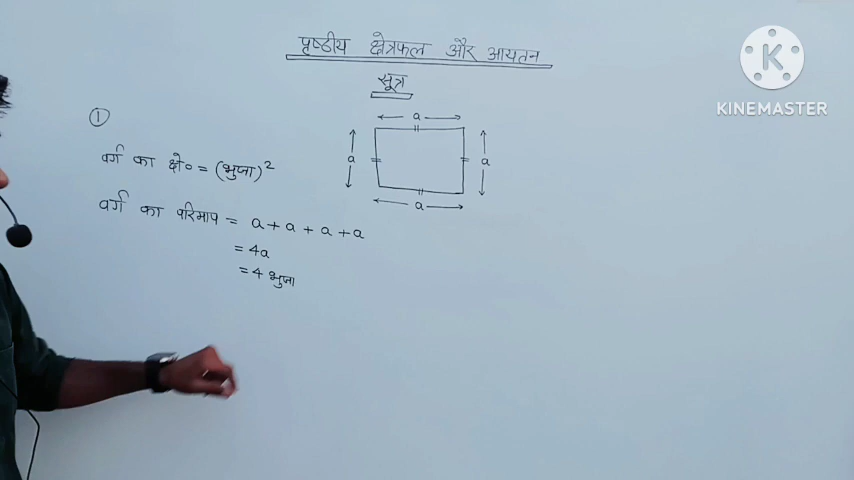 पृष्ठीय क्षेत्रफल और आयतन
सूत्र
①
a
a
a
a
वर्ग का क्षे० = (भुजा)²
वर्ग का परिमाप = a + a + a + a
= 4a
= 4 भुजा
K
KINEMASTER